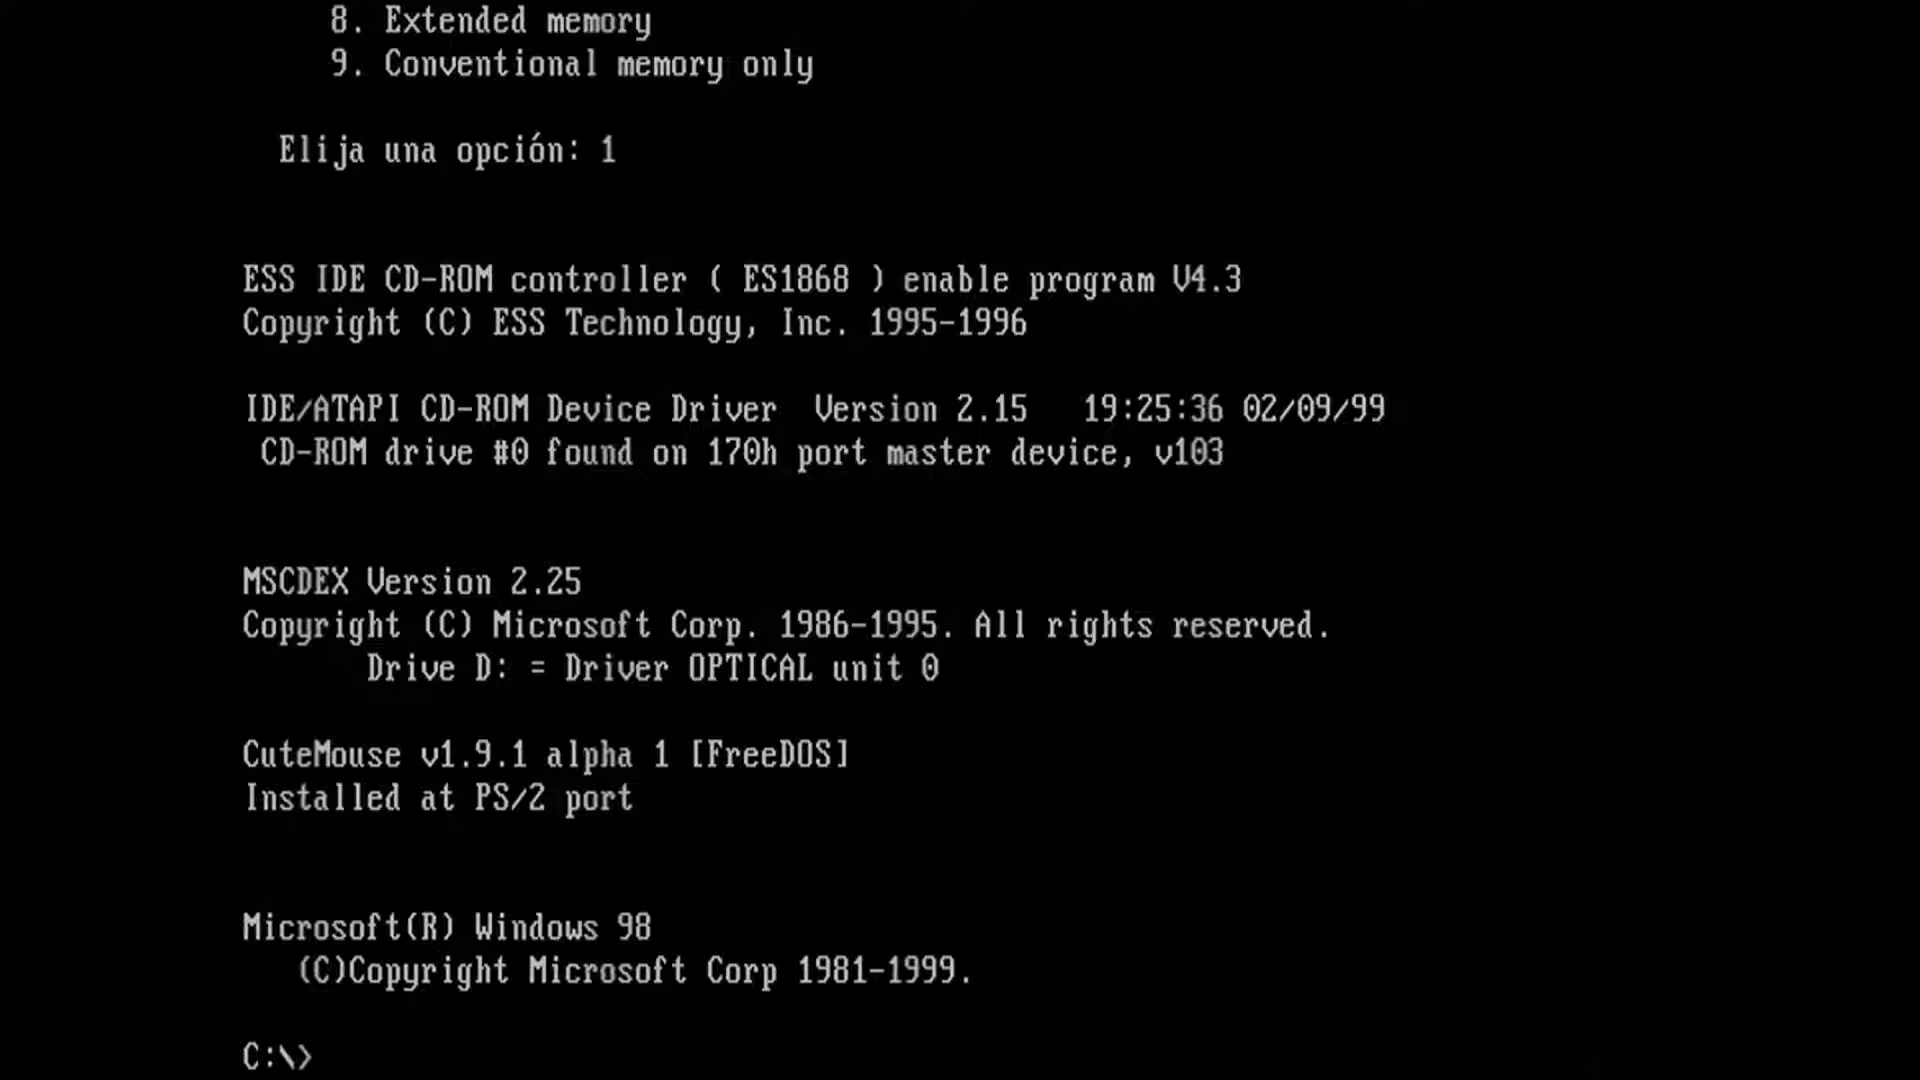 8. Extended memory
9. Conventional memory only
Elija una opción: 1
ESS IDE CD-ROM controller ( ES1868 ) enable program V4.3
Copyright (C) ESS Technology, Inc. 1995-1996
IDE/ATAPI CD-ROM Device Driver  Version 2.15   19:25:36 02/09/99
CD-ROM drive #0 found on 170h port master device, v103
MSCDEX Version 2.25
Copyright (C) Microsoft Corp. 1986-1995. All rights reserved.
Drive D: = Driver OPTICAL unit 0
CuteMouse v1.9.1 alpha 1 [FreeDOS]
Installed at PS/2 port
Microsoft(R) Windows 98
(C)Copyright Microsoft Corp 1981-1999.
C:\>